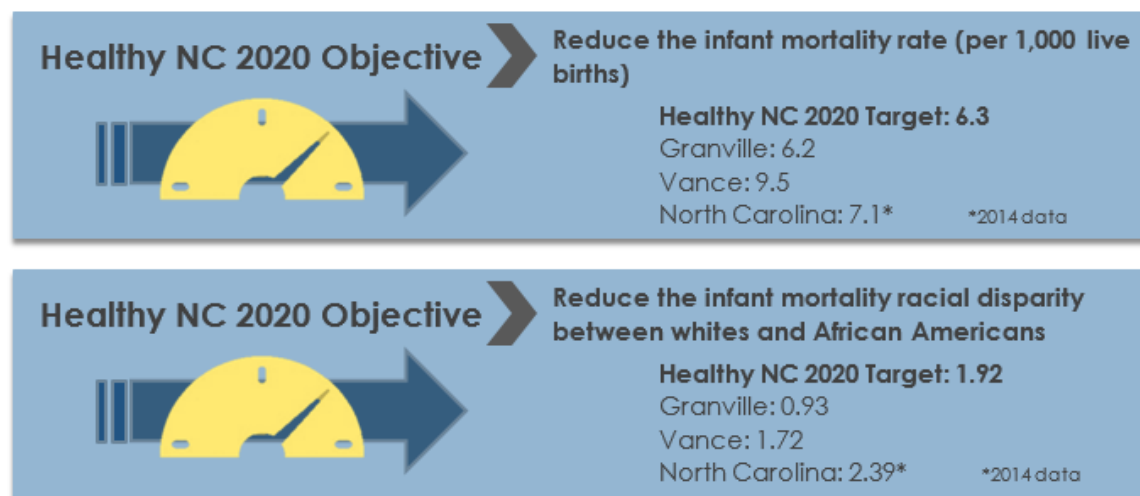 Healthy NC 2020 Objective
Reduce the infant mortality rate (per 1,000 live
births)
Healthy NC 2020 Target: 6.3
Granville: 6.2
Vance: 9.5
North Carolina: 7.1* *2014 data
Healthy NC 2020 Objective
Reduce the infant mortality racial disparity
between whites and African Americans
Healthy NC 2020 Target: 1.92
Granville: 0.93
Vance: 1.72
North Carolina: 2.39* *2014 data